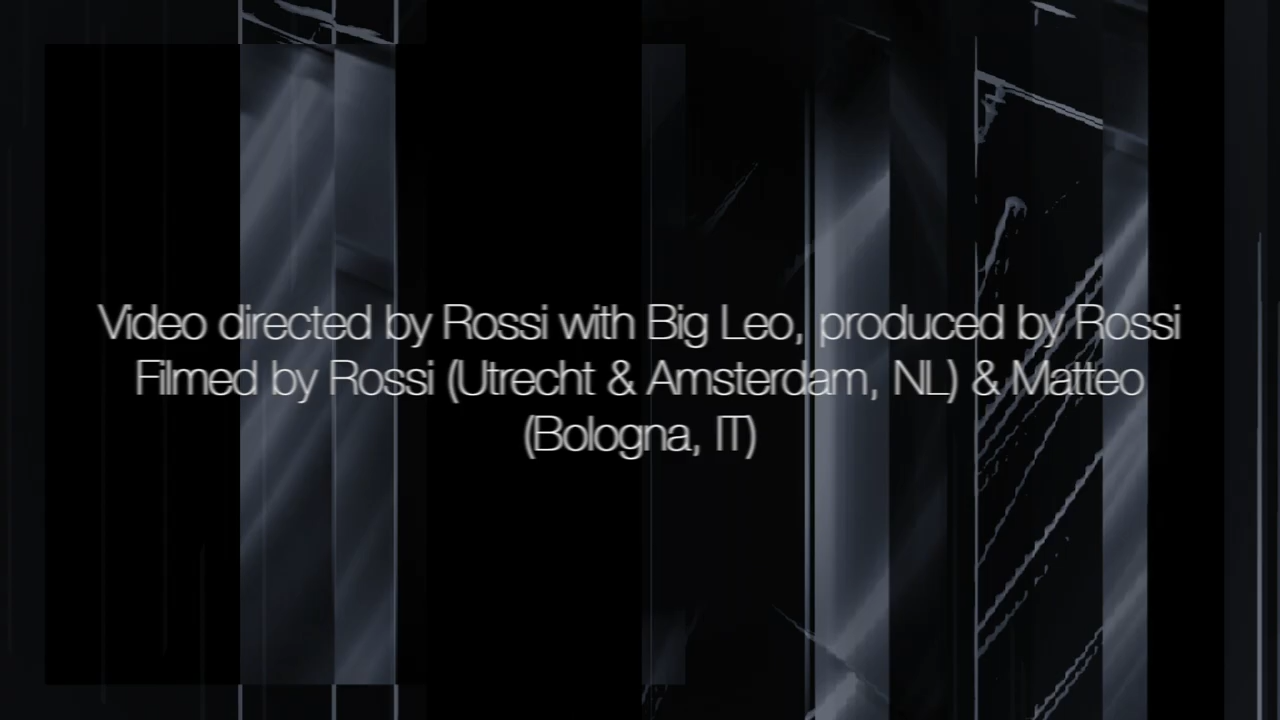 Video directed by Rossi with Big Leo, produced by Rossi
Filmed by Rossi (Utrecht & Amsterdam, NL) & Matteo
(Bologna, IT)